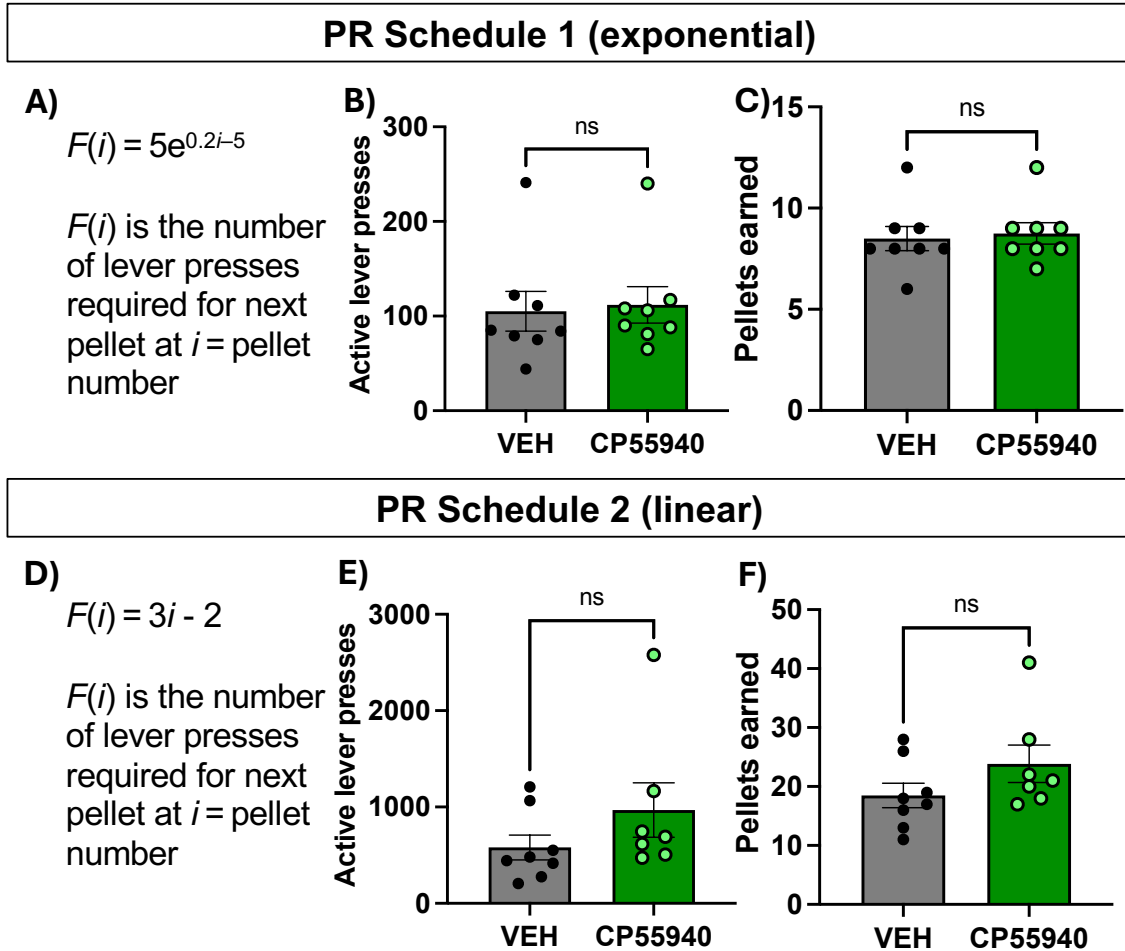 PR Schedule 1 (exponential)
A)
F(i) = 5e^0.2i–5
F(i) is the number
of lever presses
required for next
pellet at i = pellet
number
B)
Active lever presses
300
200
100
0
ns
VEH
CP55940
C)
Pellets earned
15
10
5
0
ns
VEH
CP55940
PR Schedule 2 (linear)
D)
F(i) = 3i - 2
F(i) is the number
of lever presses
required for next
pellet at i = pellet
number
E)
Active lever presses
3000
2000
1000
0
ns
VEH
CP55940
F)
Pellets earned
50
40
30
20
10
0
ns
VEH
CP55940